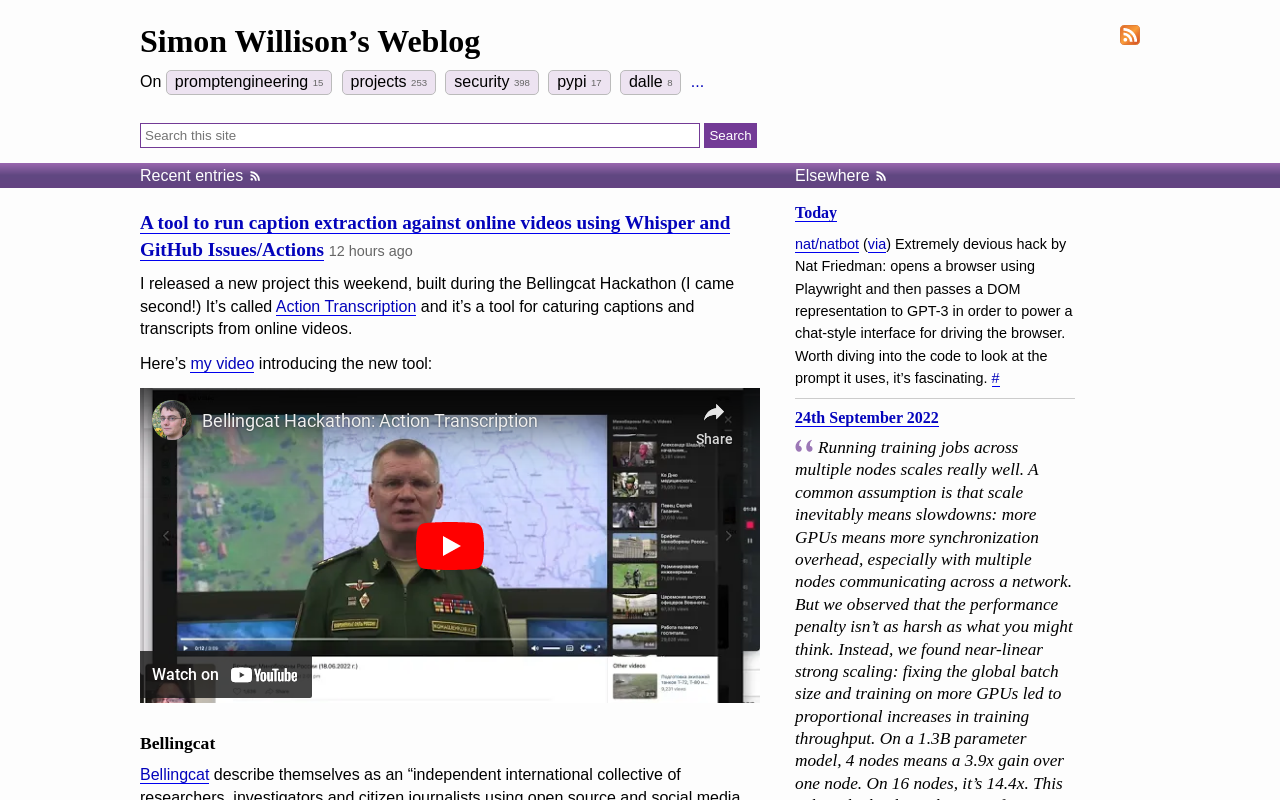 Simon Willison’s Weblog
On promptengineering 15 projects 253 security 398 pypi 17 dalle 8 ...
Search this site Search
Recent entries
A tool to run caption extraction against online videos using Whisper and
GitHub Issues/Actions 12 hours ago
I released a new project this weekend, built during the Bellingcat Hackathon (I came
second!) It’s called Action Transcription and it’s a tool for caturing captions and
transcripts from online videos.
Here’s my video introducing the new tool:
Bellingcat Hackathon: Action Transcription
Share
Watch on YouTube
Other videos
Bellingcat
Bellingcat describe themselves as an “independent international collective of
researchers, investigators and citizen journalists using open source and social media
Elsewhere
Today
nat/natbot (via) Extremely devious hack by
Nat Friedman: opens a browser using
Playwright and then passes a DOM
representation to GPT-3 in order to power a
chat-style interface for driving the browser.
Worth diving into the code to look at the
prompt it uses, it’s fascinating. #
24th September 2022
“ Running training jobs across
multiple nodes scales really well. A
common assumption is that scale
inevitably means slowdowns: more
GPUs means more synchronization
overhead, especially with multiple
nodes communicating across a network.
But we observed that the performance
penalty isn’t as harsh as what you might
think. Instead, we found near-linear
strong scaling: fixing the global batch
size and training on more GPUs led to
proportional increases in training
throughput. On a 1.3B parameter
model, 4 nodes means a 3.9x gain over
one node. On 16 nodes, it’s 14.4x. This